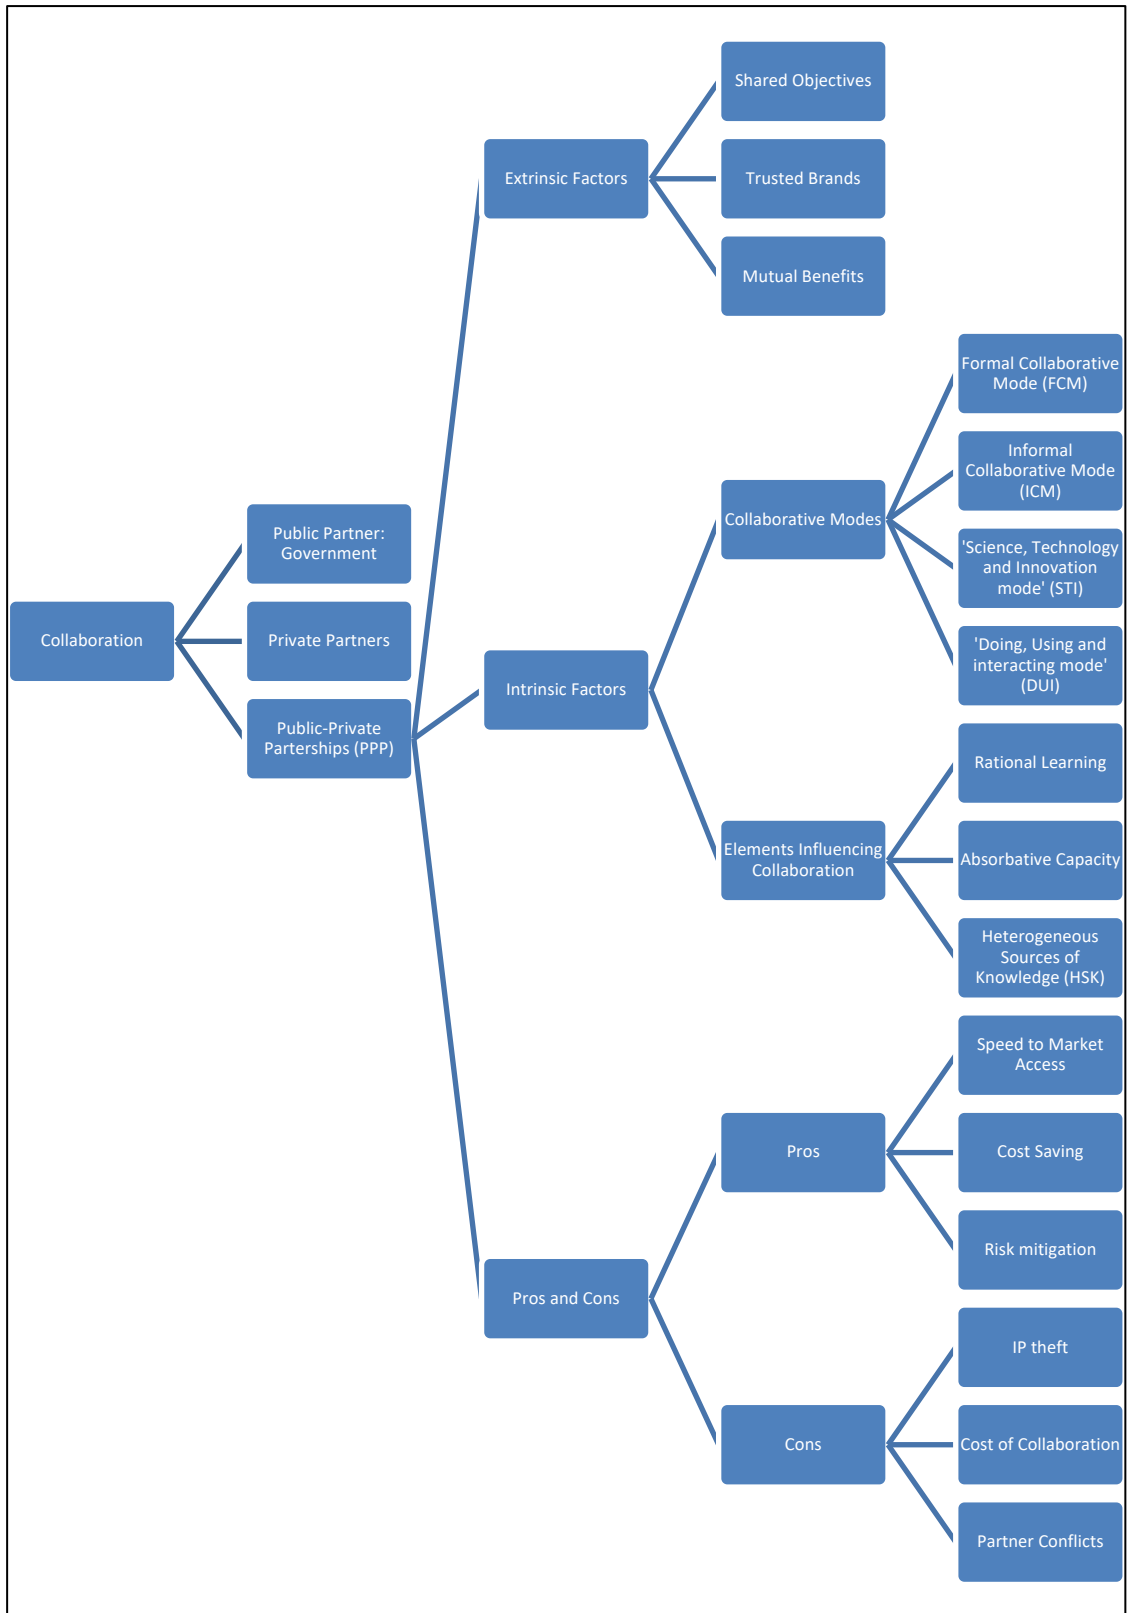 Collaboration
Public Partner:
Government
Private Partners
Public-Private
Parterships (PPP)
Extrinsic Factors
Shared Objectives
Trusted Brands
Mutual Benefits
Intrinsic Factors
Collaborative Modes
Formal Collaborative
Mode (FCM)
Informal
Collaborative Mode
(ICM)
'Science, Technology
and Innovation
mode' (STI)
'Doing, Using and
interacting mode'
(DUI)
Elements Influencing
Collaboration
Rational Learning
Absorbative Capacity
Heterogeneous
Sources of
Knowledge (HSK)
Pros and Cons
Pros
Speed to Market
Access
Cost Saving
Risk mitigation
Cons
IP theft
Cost of Collaboration
Partner Conflicts